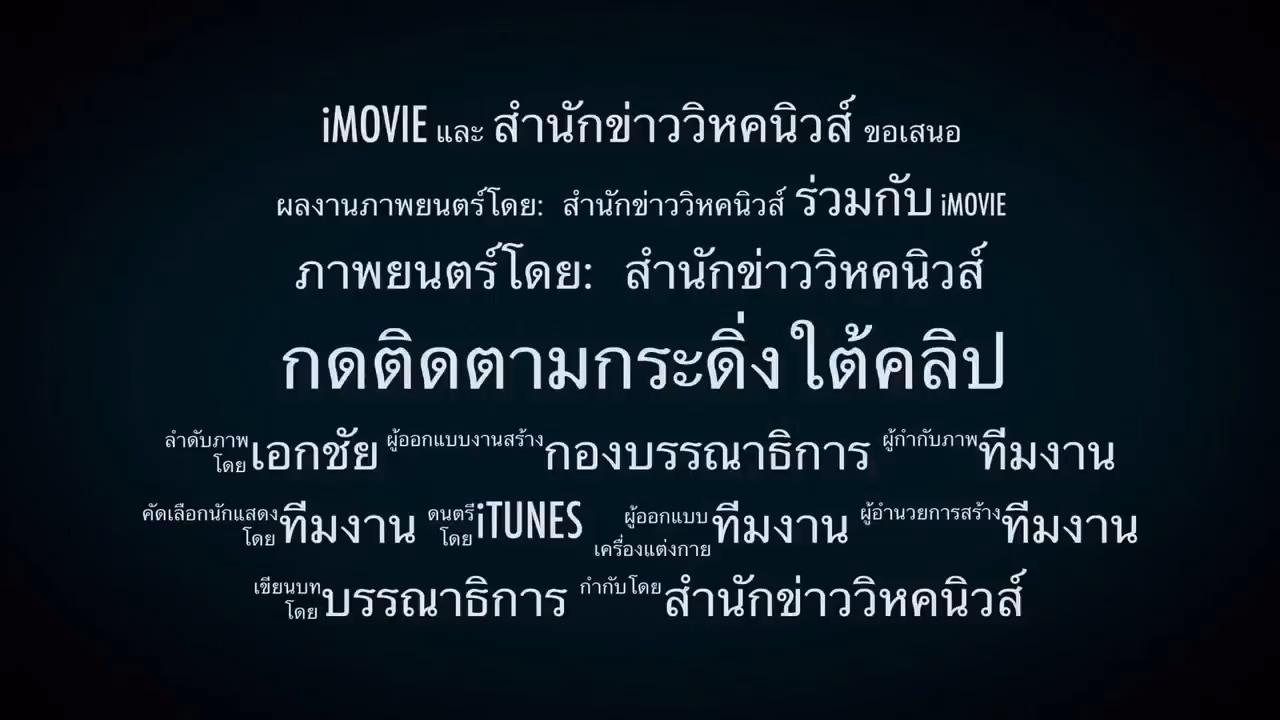 iMOVIE และ สำนักข่าววิหคนิวส์ ขอเสนอ
ผลงานภาพยนตร์โดย: สำนักข่าววิหคนิวส์ ร่วมกับ iMOVIE
ภาพยนตร์โดย: สำนักข่าววิหคนิวส์
กดติดตามกระดิ่ง ใต้คลิป
ลำดับภาพโดย เอกชัย ผู้ออกแบบงานสร้าง กองบรรณาธิการ ผู้กำกับภาพ ทีมงาน
คัดเลือกนักแสดงโดย ทีมงาน ดนตรีโดย iTUNES ผู้ออกแบบเครื่องแต่งกาย ทีมงาน ผู้อำนวยการสร้าง ทีมงาน
เขียนบทโดย บรรณาธิการ กำกับโดย สำนักข่าววิหคนิวส์